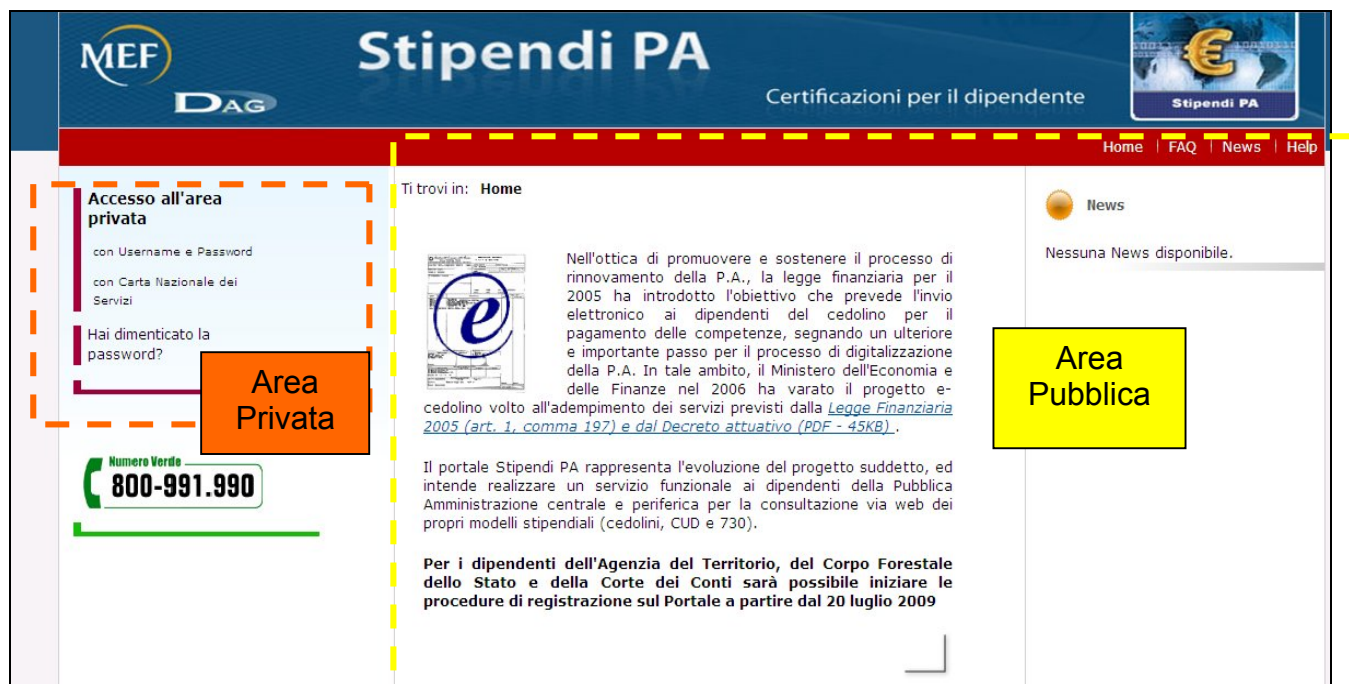 MEF
DAG
Stipendi PA
Certificazioni per il dipendente
Stipendi PA
Home | FAQ | News | Help
Accesso all'area
privata
con Username e Password
con Carta Nazionale dei
Servizi
Hai dimenticato la
password?
Area
Privata
Numero Verde
800-991.990
Ti trovi in: Home
Nell'ottica di promuovere e sostenere il processo di
rinnovamento della P.A., la legge finanziaria per il
2005 ha introdotto l'obiettivo che prevede l'invio
elettronico ai dipendenti del cedolino per il
pagamento delle competenze, segnando un ulteriore
e importante passo per il processo di digitalizzazione
della P.A. In tale ambito, il Ministero dell'Economia e
delle Finanze nel 2006 ha varato il progetto e-
cedolino volto all'adempimento dei servizi previsti dalla Legge Finanziaria
2005 (art. 1, comma 197) e dal Decreto attuativo (PDF - 45KB) .
Il portale Stipendi PA rappresenta l'evoluzione del progetto suddetto, ed
intende realizzare un servizio funzionale ai dipendenti della Pubblica
Amministrazione centrale e periferica per la consultazione via web dei
propri modelli stipendiali (cedolini, CUD e 730).
Per i dipendenti dell'Agenzia del Territorio, del Corpo Forestale
dello Stato e della Corte dei Conti sarà possibile iniziare le
procedure di registrazione sul Portale a partire dal 20 luglio 2009
News
Nessuna News disponibile.
Area
Pubblica